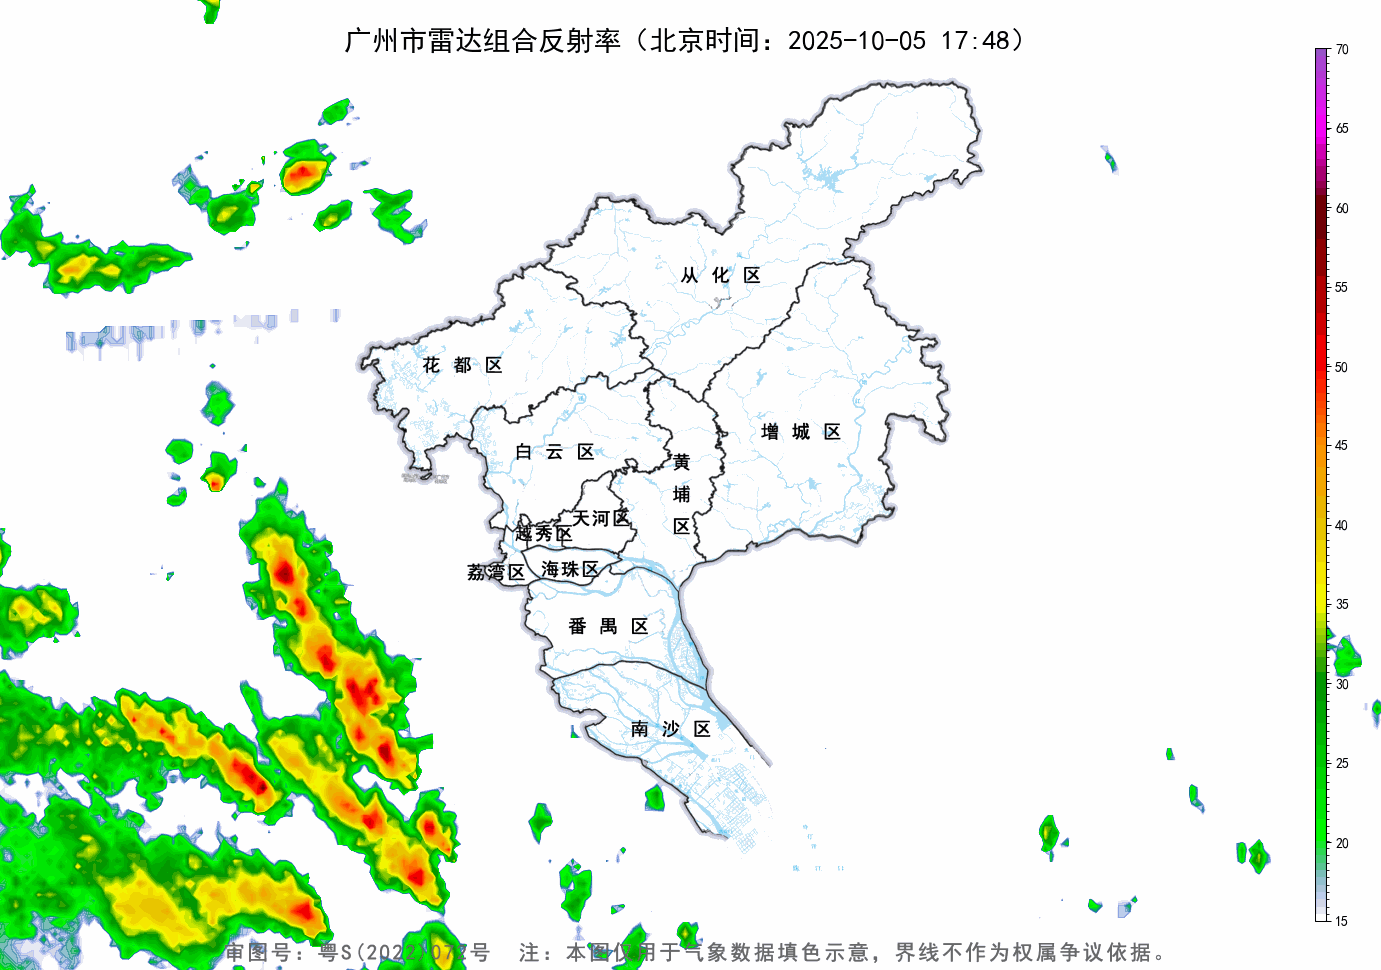 广州市雷达组合反射率（北京时间：2025-10-05 17:48）
70
65
60
55
50
45
40
35
30
25
20
15
从化区
花都区
增城区
白云区
黄埔区
天河区
越秀区
荔湾区
海珠区
番禺区
南沙区
审图号：粤S(2022)072号 注：本图仅用于气象数据填色示意，界线不作为权属争议依据。